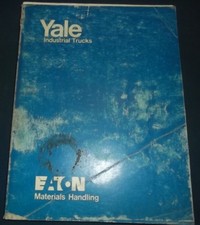 Yale
Industrial Trucks
EATON
Materials Handling